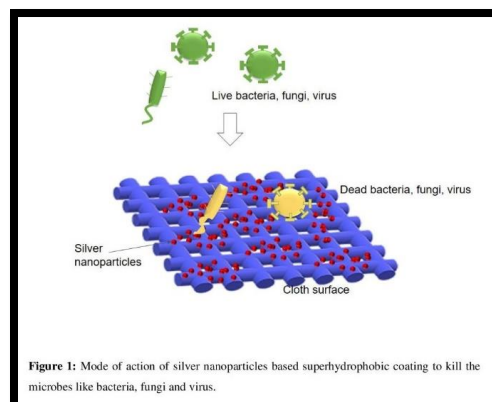 Live bacteria, fungi, virus
Dead bacteria, fungi, virus
Silver
nanoparticles
Cloth surface
Figure 1: Mode of action of silver nanoparticles based superhydrophobic coating to kill the
microbes like bacteria, fungi and virus.